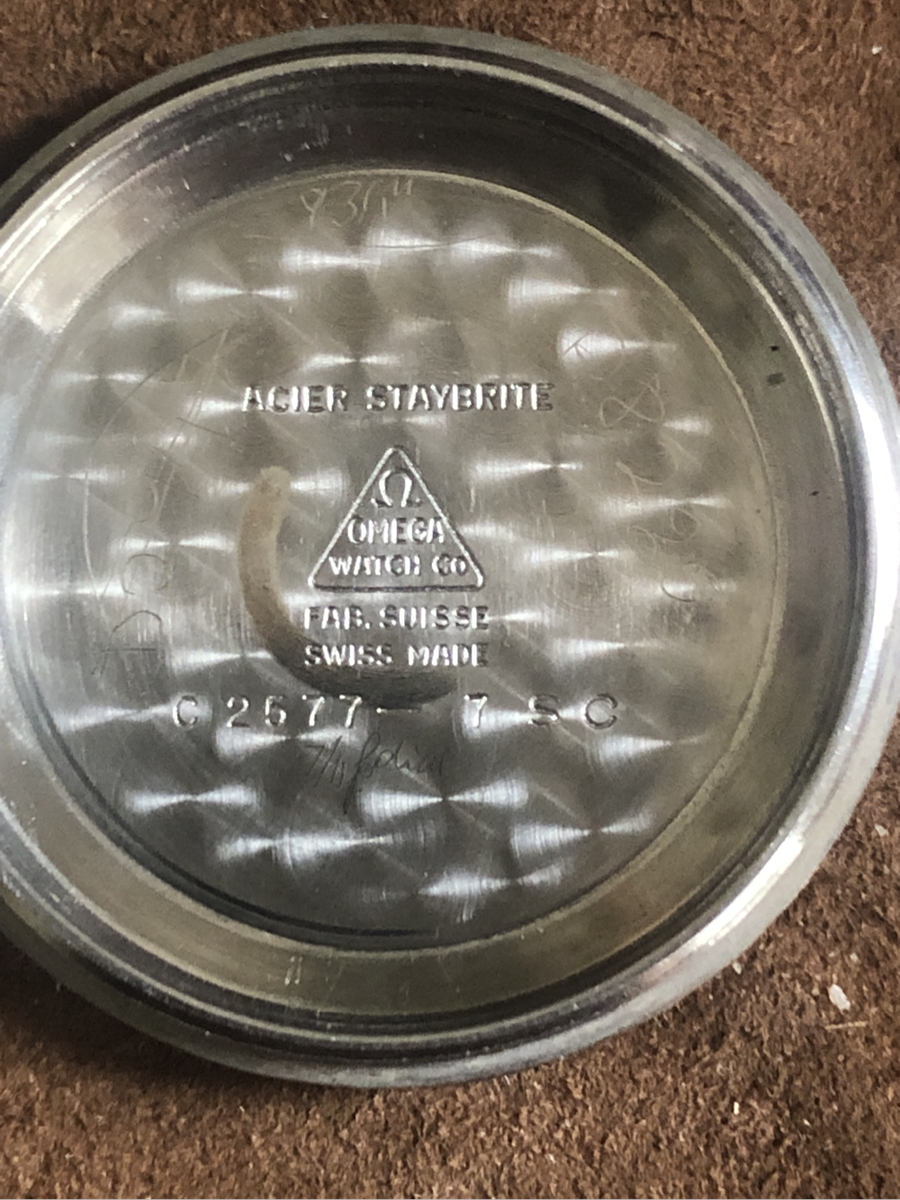 ACIER STAYBRITE
Ω
OMEGA
WATCH CO
FAB. SUISSE
SWISS MADE
C 2577 - 7 SC